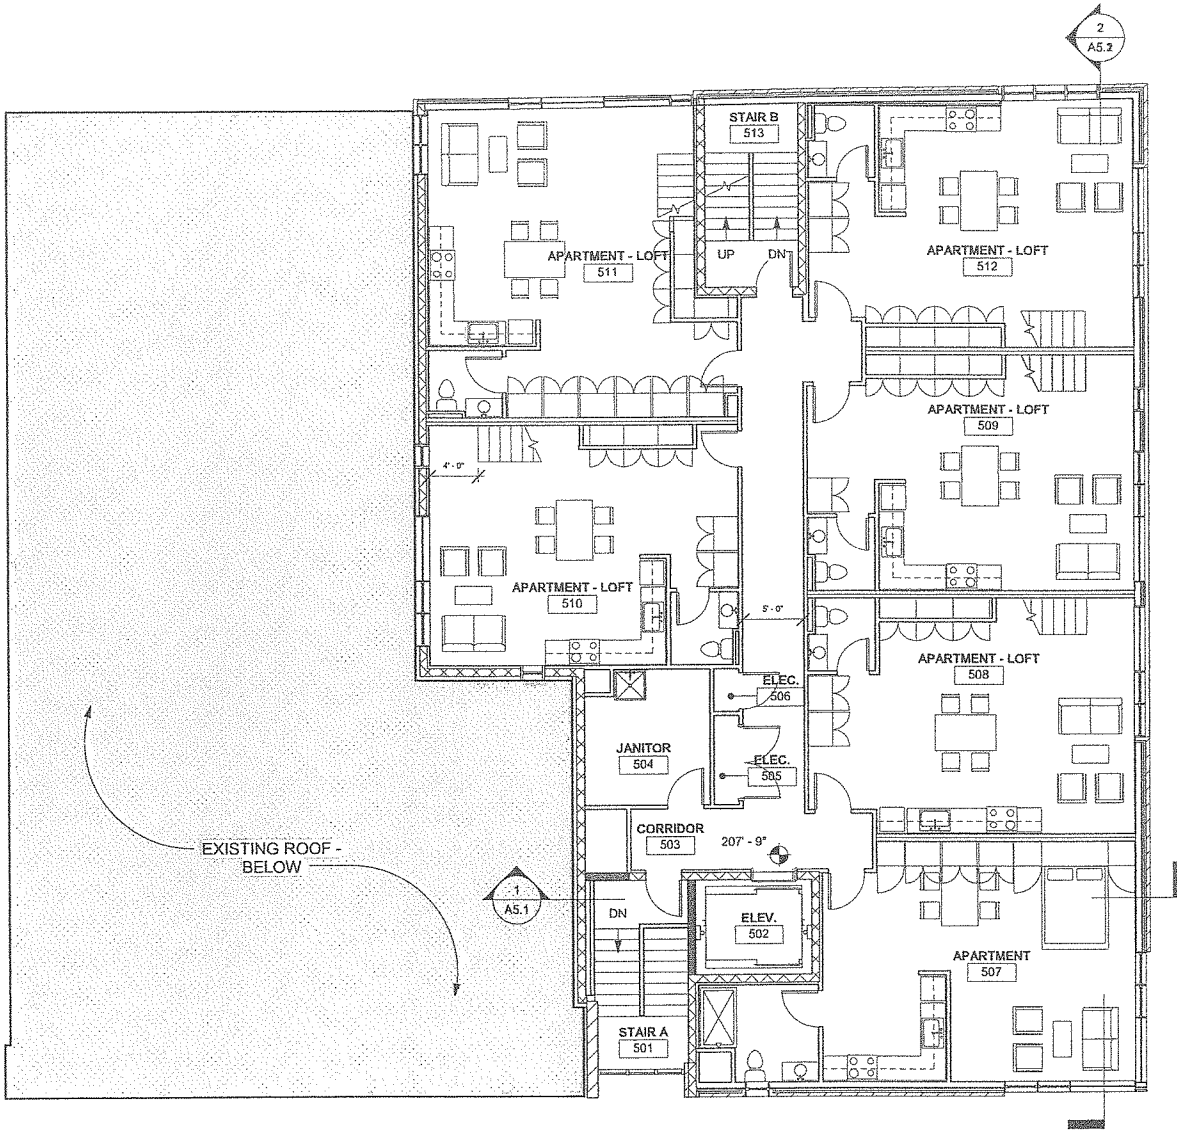 2
A5.2
STAIR B
513
UP
DN
APARTMENT - LOFT
511
APARTMENT - LOFT
512
APARTMENT - LOFT
509
4' - 0"
APARTMENT - LOFT
510
5' - 0"
APARTMENT - LOFT
508
ELEC.
506
JANITOR
504
ELEC.
505
CORRIDOR
503
207' - 9"
EXISTING ROOF -
BELOW
1
A5.1
DN
ELEV.
502
APARTMENT
507
STAIR A
501